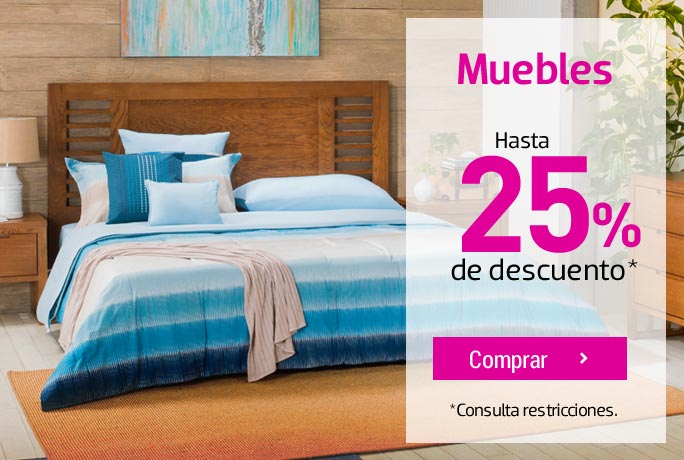 Muebles
Hasta
25%
de descuento*
Comprar >
*Consulta restricciones.